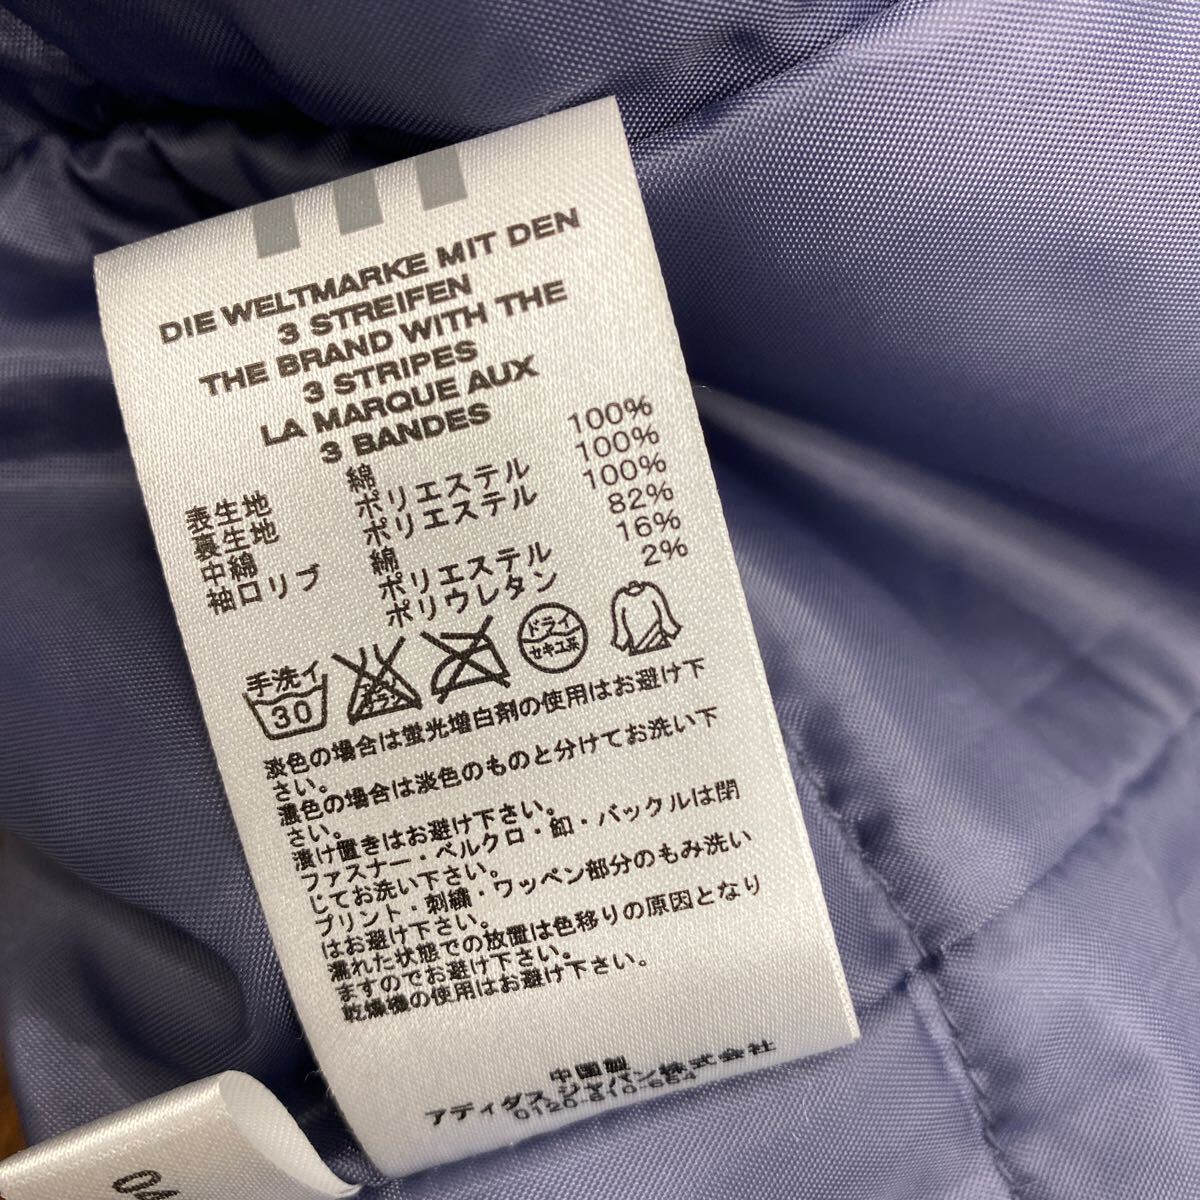 DIE WELTMARKE MIT DEN
3 STREIFEN
THE BRAND WITH THE
3 STRIPES
LA MARQUE AUX
3 BANDES
表生地 綿 100%
裏生地 ポリエステル 100%
中綿 ポリエステル 100%
袖口リブ 綿 82%
ポリエステル 16%
ポリウレタン 2%
手洗イ
30
ドライ
セキユ系
淡色の場合は蛍光増白剤の使用はお避け下
さい。
濃色の場合は淡色のものと分けてお洗い下
さい。
漬け置きはお避け下さい。
ファスナー・ベルクロ・釦・バックルは閉
じてお洗い下さい。
プリント・刺繍・ワッペン部分のもみ洗い
はお避け下さい。
濡れた状態での放置は色移りの原因となり
ますのでお避け下さい。
乾燥機の使用はお避け下さい。
中国製
アディダス ジャパン株式会社
0120-810-654
04